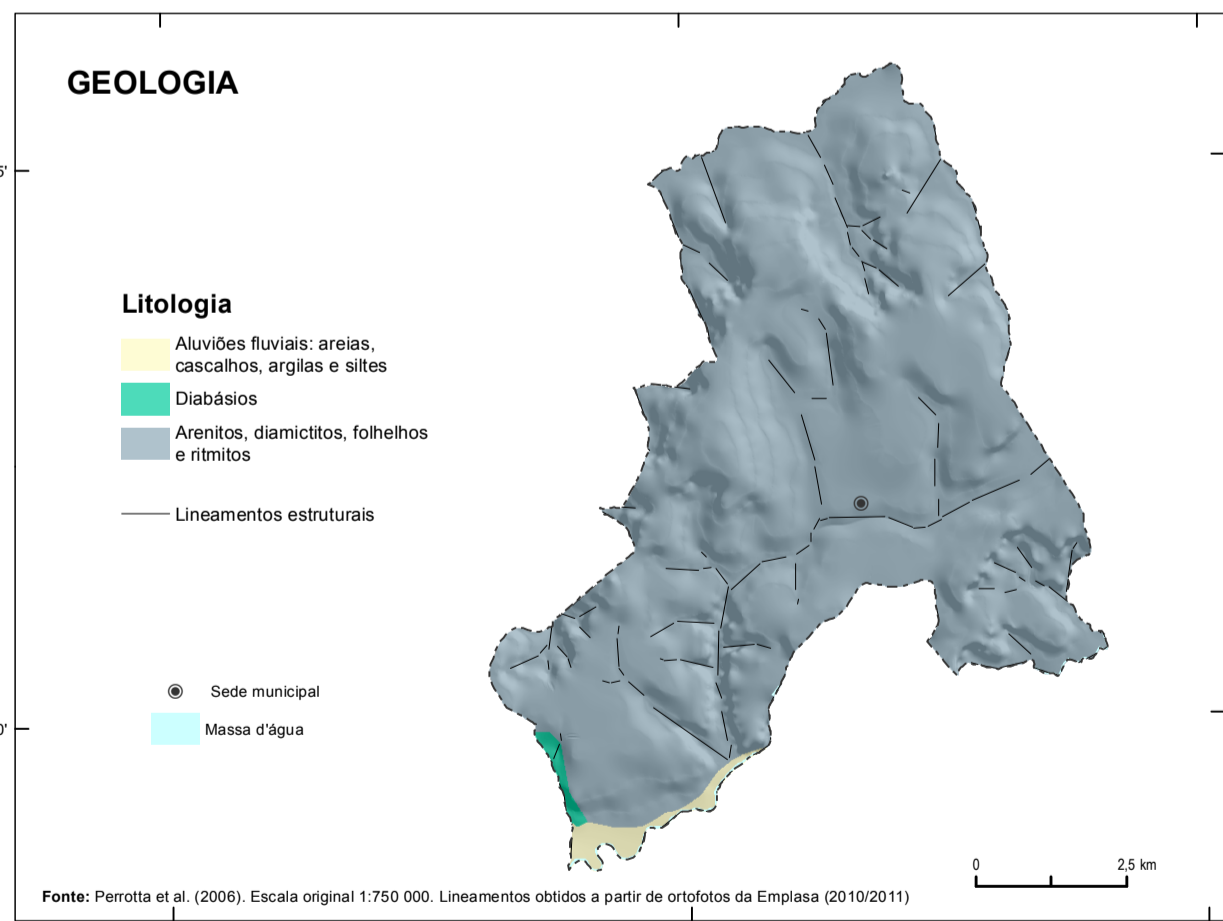 GEOLOGIA
5'
Litologia
Aluviões fluviais: areias,
cascalhos, argilas e siltes
Diabásios
Arenitos, diamictitos, folhelhos
e ritmitos
Lineamentos estruturais
Sede municipal
Massa d'água
0'
0 2,5 km
Fonte: Perrotta et al. (2006). Escala original 1:750 000. Lineamentos obtidos a partir de ortofotos da Emplasa (2010/2011)